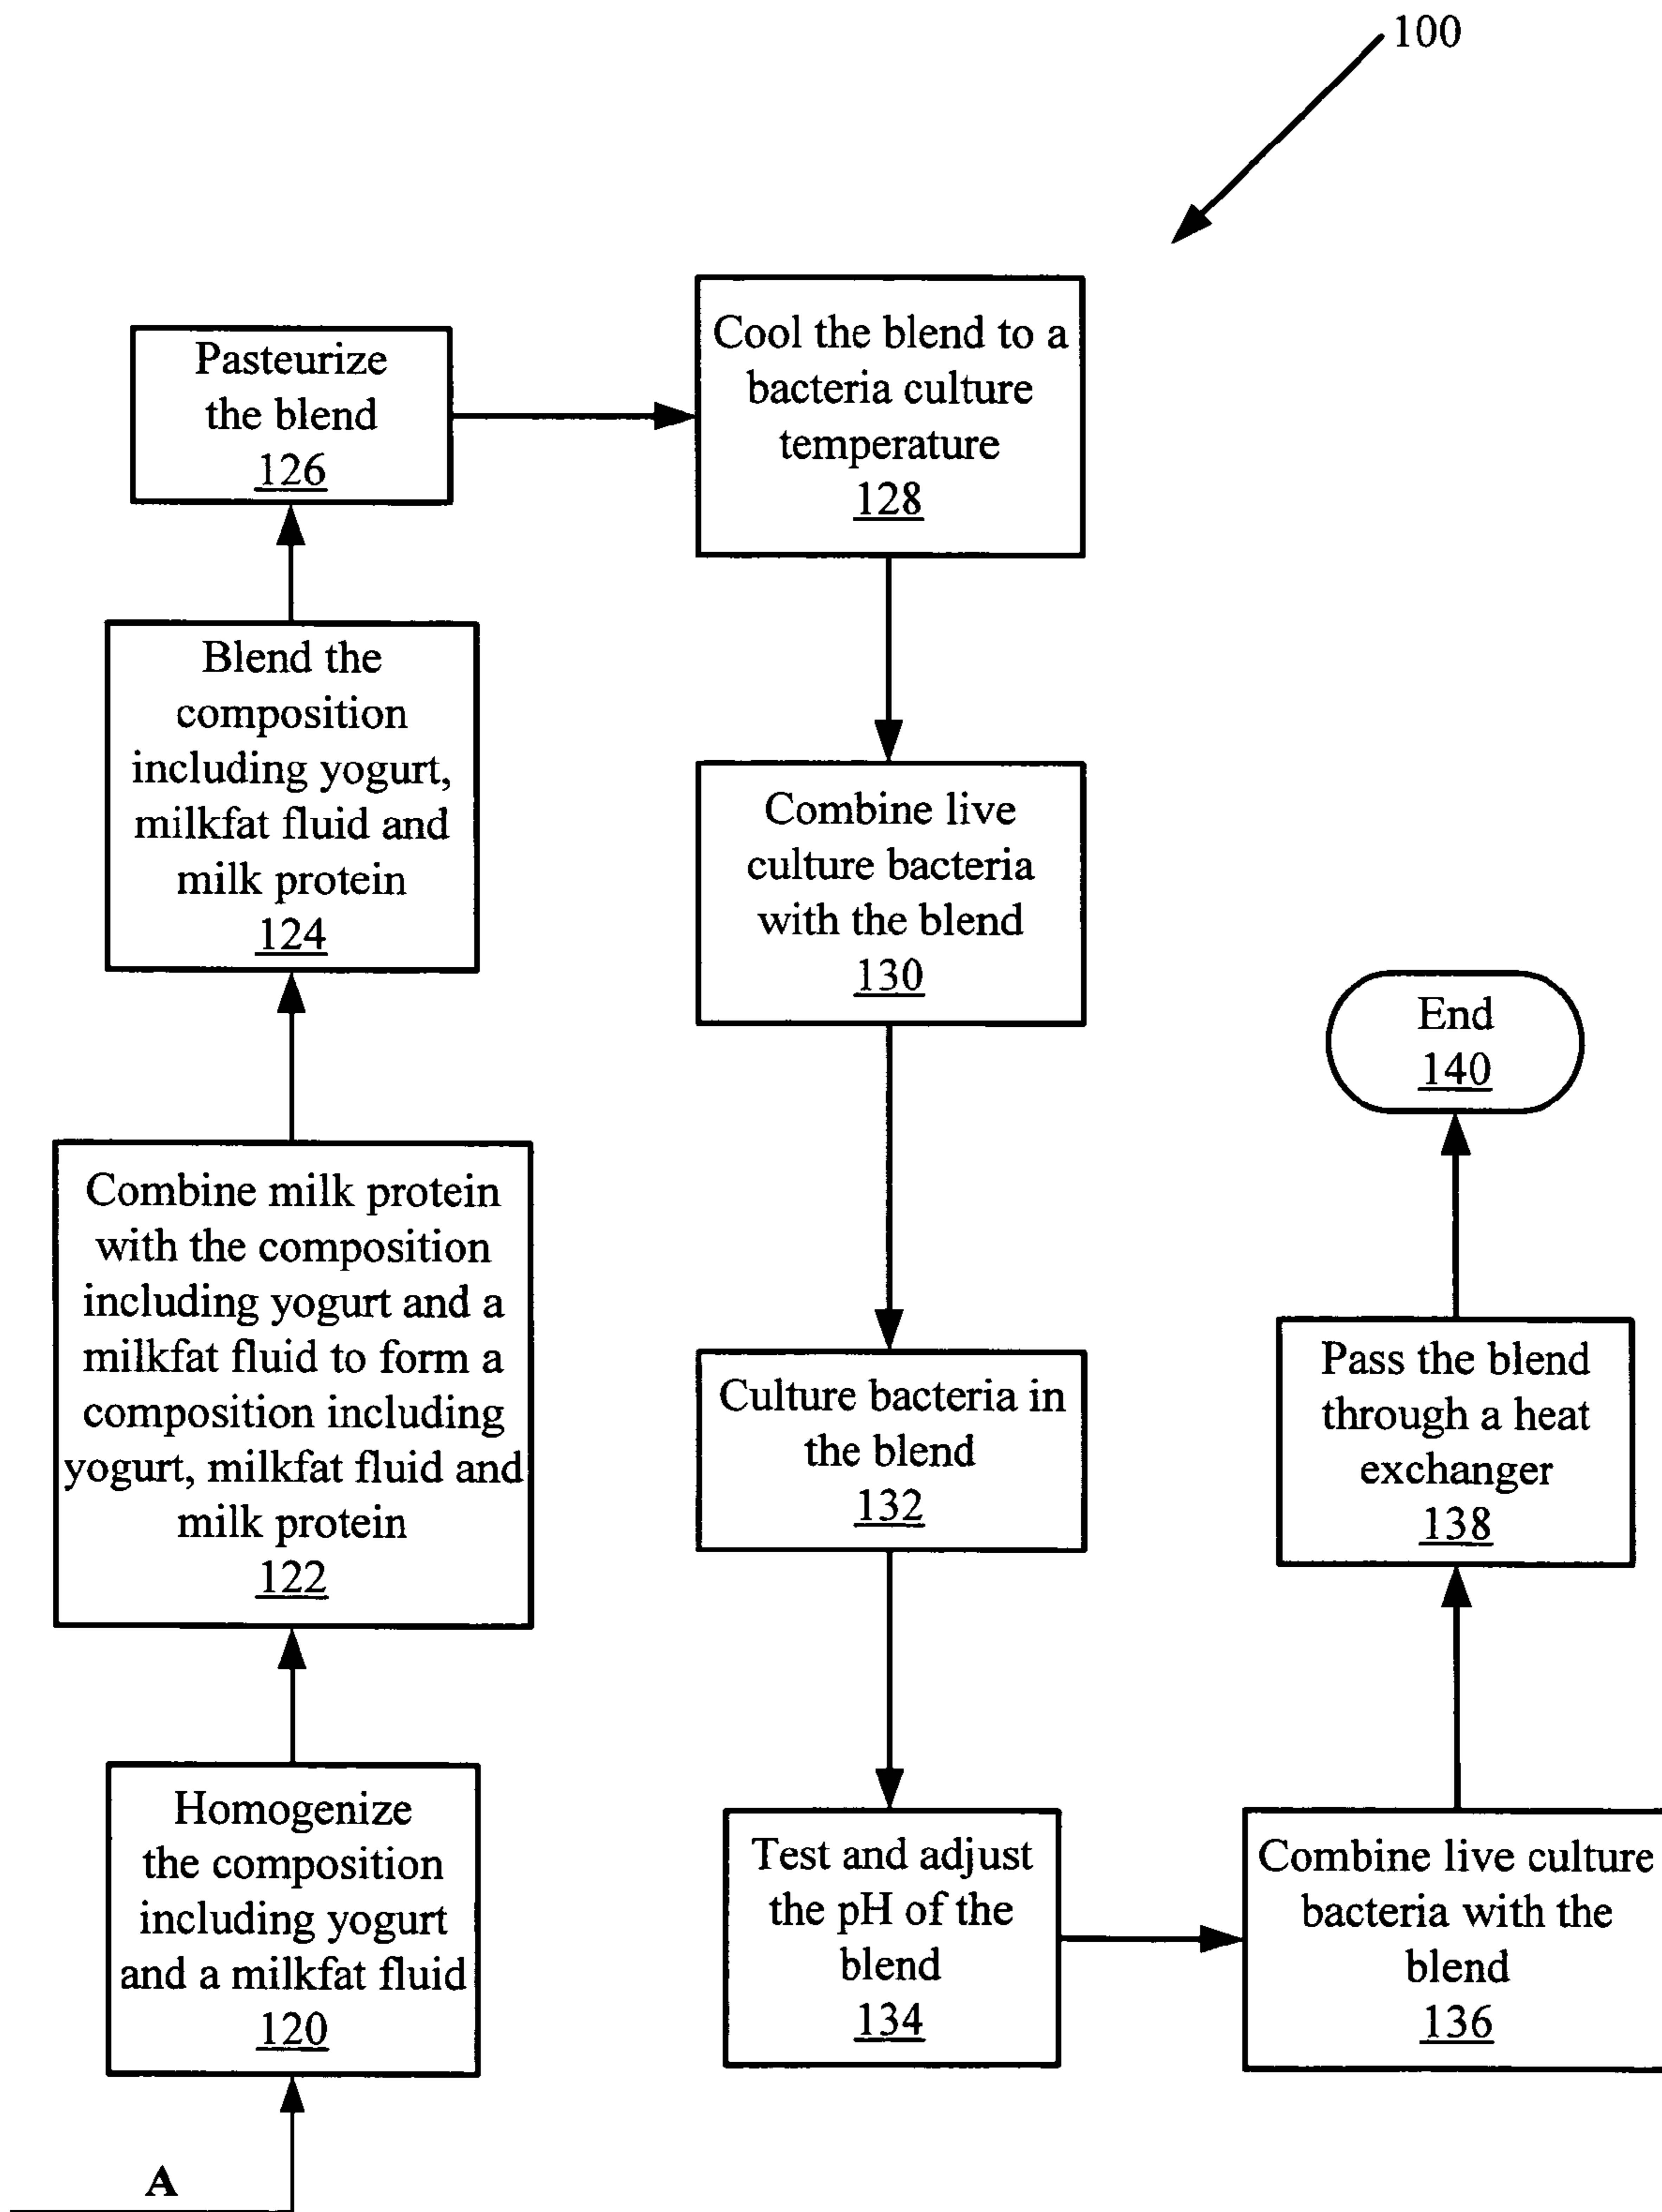 100
Pasteurize
the blend
126
Cool the blend to a
bacteria culture
temperature
128
Blend the
composition
including yogurt,
milkfat fluid and
milk protein
124
Combine live
culture bacteria
with the blend
130
End
140
Combine milk protein
with the composition
including yogurt and a
milkfat fluid to form a
composition including
yogurt, milkfat fluid and
milk protein
122
Culture bacteria in
the blend
132
Pass the blend
through a heat
exchanger
138
Homogenize
the composition
including yogurt
and a milkfat fluid
120
Test and adjust
the pH of the
blend
134
Combine live culture
bacteria with the
blend
136
A